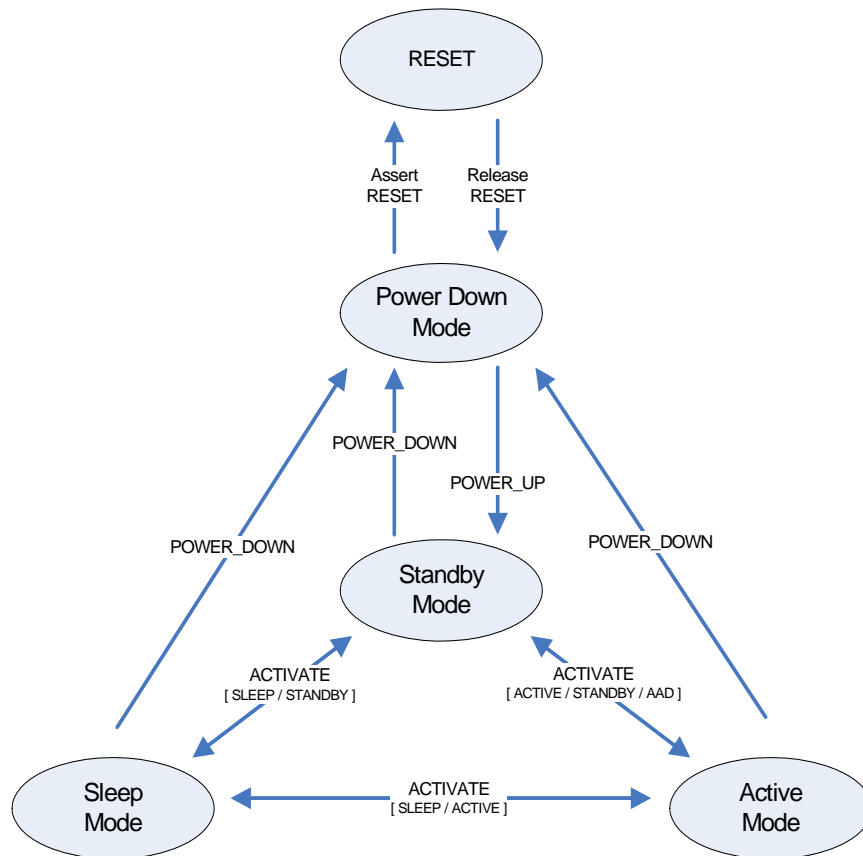 RESET
Assert
RESET
Release
RESET
Power Down
Mode
POWER_DOWN
POWER_UP
POWER_DOWN
POWER_DOWN
Standby
Mode
ACTIVATE
[ SLEEP / STANDBY ]
ACTIVATE
[ ACTIVE / STANDBY / AAD ]
Sleep
Mode
ACTIVATE
[ SLEEP / ACTIVE ]
Active
Mode